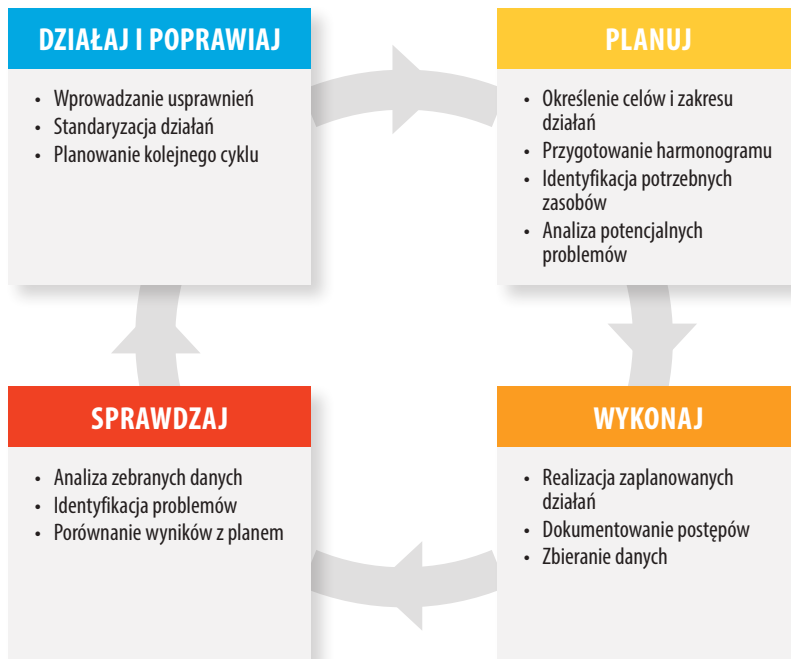 DZIAŁAJ I POPRAWIAJ
• Wprowadzanie usprawnień
• Standaryzacja działań
• Planowanie kolejnego cyklu
PLANUJ
• Określenie celów i zakresu
działań
• Przygotowanie harmonogramu
• Identyfikacja potrzebnych
zasobów
• Analiza potencjalnych
problemów
SPRAWDZAJ
• Analiza zebranych danych
• Identyfikacja problemów
• Porównanie wyników z planem
WYKONAJ
• Realizacja zaplanowanych
działań
• Dokumentowanie postępów
• Zbieranie danych